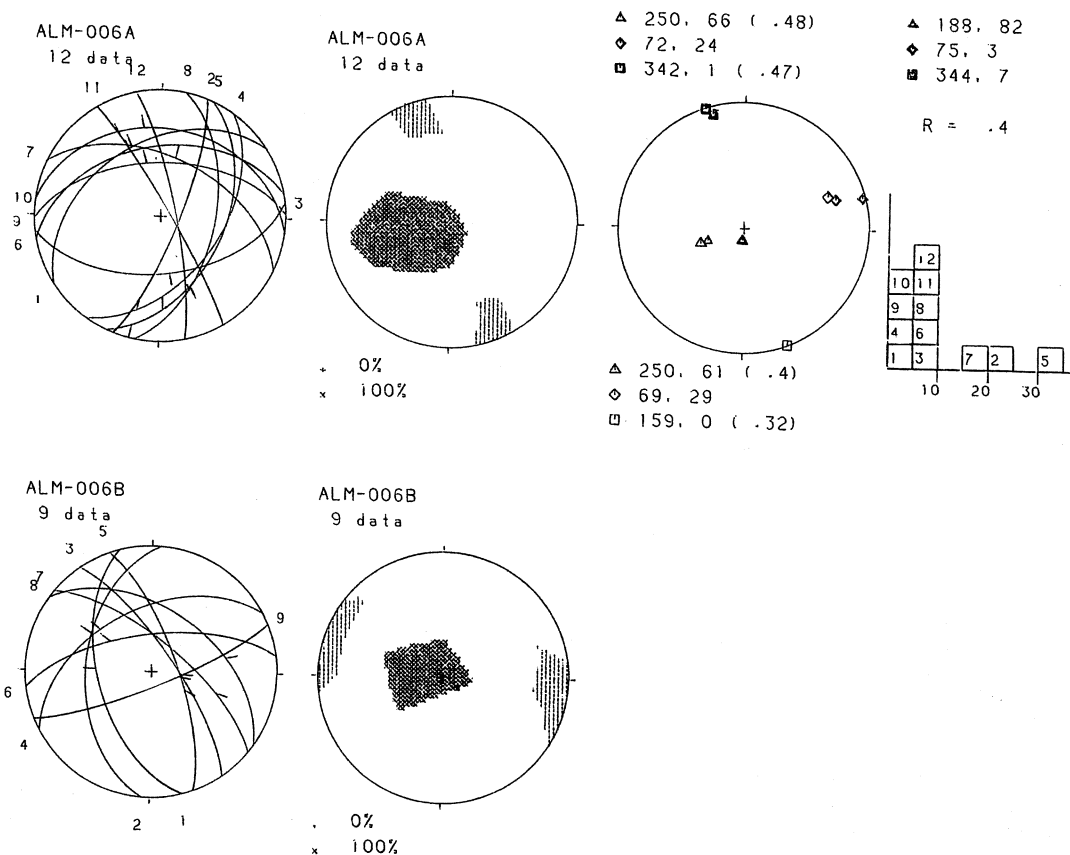 ALM-006A
12 data
11 12 8 25 4
7
10
9
6
1
3
ALM-006A
12 data
0%
100%
250, 66 ( .48)
72, 24
342, 1 ( .47)
188, 82
75, 3
344, 7
R = .4
250, 61 ( .4)
69, 29
159, 0 ( .32)
12
10 11
9 8
4 6
1 3 7 2 5
10 20 30
ALM-006B
9 data
5
3
7
8
9
6
4
2 1
ALM-006B
9 data
0%
100%